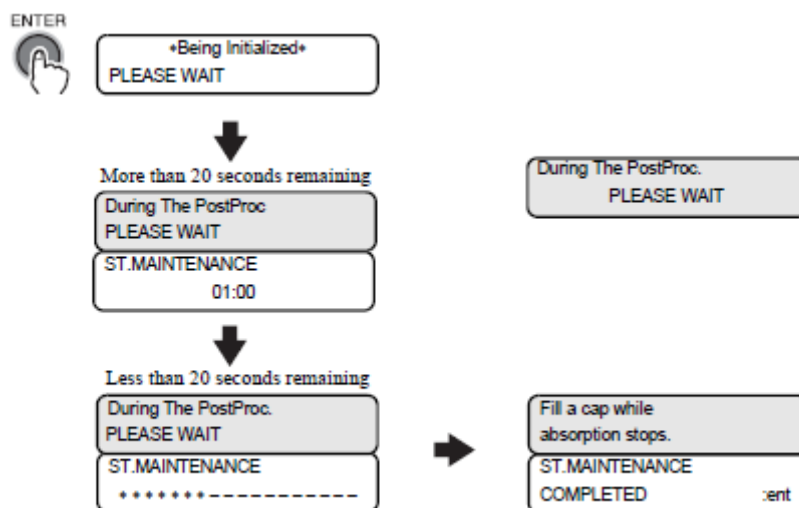 ENTER
*Being Initialized*
PLEASE WAIT
More than 20 seconds remaining
During The PostProc
PLEASE WAIT
ST.MAINTENANCE
01:00
During The PostProc.
PLEASE WAIT
Less than 20 seconds remaining
During The PostProc.
PLEASE WAIT
ST.MAINTENANCE
*******-----------
Fill a cap while
absorption stops.
ST.MAINTENANCE
COMPLETED :ent